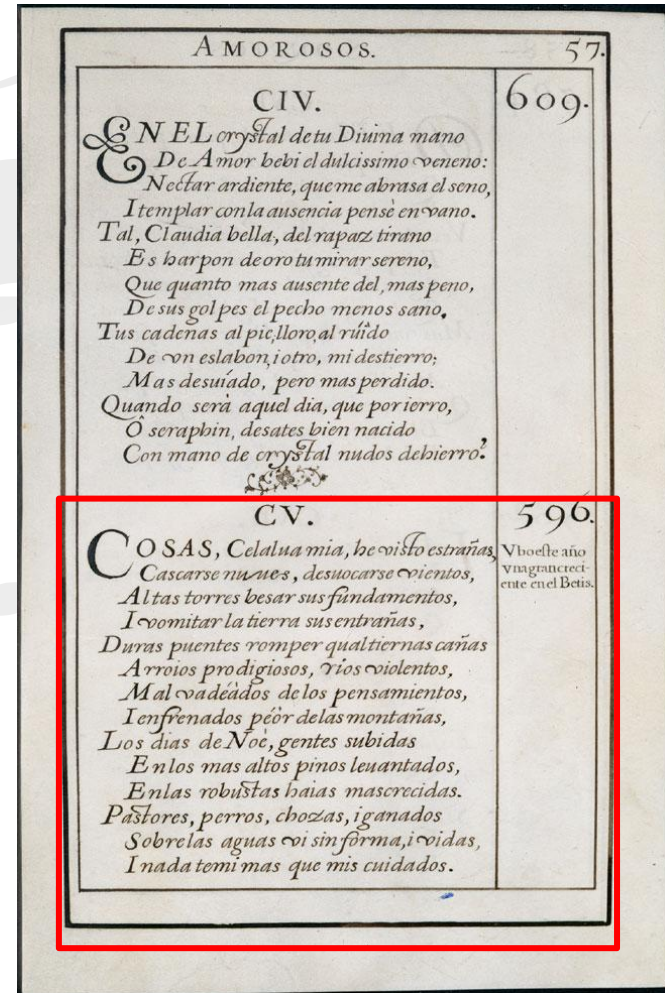 AMOROSOS. 57.
CIV. 609.
EN EL crystal de tu Diuina mano
De Amor bebi el dulcissimo veneno:
Nectar ardiente, que me abrasa el seno,
I templar con la ausencia pensè en vano.
Tal, Claudia bella, del rapaz tirano
Es harpon de oro tu mirar sereno,
Que quanto mas ausente del, mas peno,
De sus golpes el pecho menos sano,
Tus cadenas al pie, lloro, al rúido
De vn eslabon, i otro, mi destierro;
Mas desuíado, pero mas perdido.
Quando serà aquel dia, que por ierro,
Ô seraphin, desates bien nacido
Con mano de crystal nudos de hierro?
CV. 596.
COSAS, Celalua mia, he visto estrañas,
Vbo este año
Cascarse nuues, desuocarse vientos,
vna gran creci-
ente en el Betis.
Altas torres besar sus fundamentos,
I vomitar la tierra sus entrañas,
Duras puentes romper qual tiernas cañas
Arroios prodigiosos, rios violentos,
Mal vadéàdos de los pensamientos,
I enfrenados péòr de las montañas,
Los dias de Noè, gentes subidas
En los mas altos pinos leuantados,
En las robustas haias mas crecidas.
Pastores, perros, chozas, i ganados
Sobre las aguas vi sin forma, i vidas,
I nada temi mas que mis cuidados.